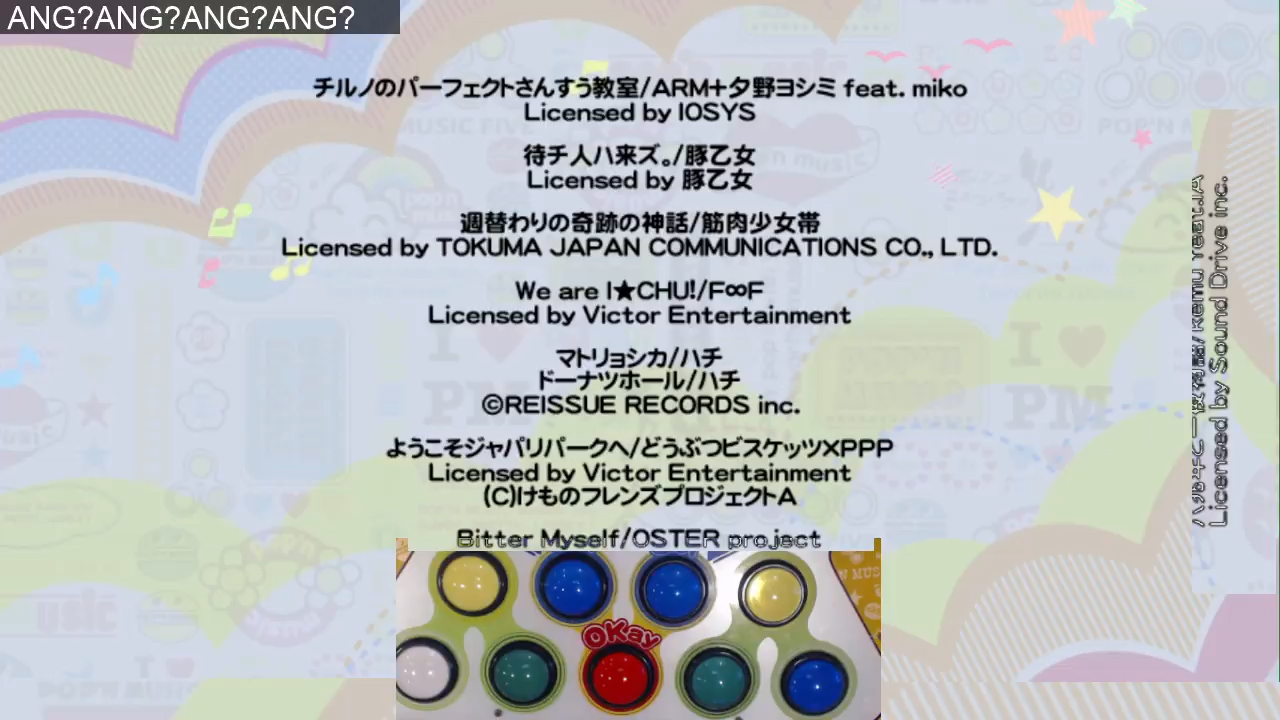 ANG?ANG?ANG?ANG?
チルノのパーフェクトさんすう教室/ARM+夕野ヨシミ feat. miko
Licensed by IOSYS
待チ人ハ来ズ。/豚乙女
Licensed by 豚乙女
週替わりの奇跡の神話/筋肉少女帯
Licensed by TOKUMA JAPAN COMMUNICATIONS CO., LTD.
We are I★CHU!/F∞F
Licensed by Victor Entertainment
マトリョシカ/ハチ
ドーナツホール/ハチ
©REISSUE RECORDS inc.
ようこそジャパリパークへ/どうぶつビスケッツ×PPP
Licensed by Victor Entertainment
(C)けものフレンズプロジェクトA
Bitter Myself/OSTER project
Licensed by Sound Drive inc.
OKay
I ♥
PM
I ♥
PM